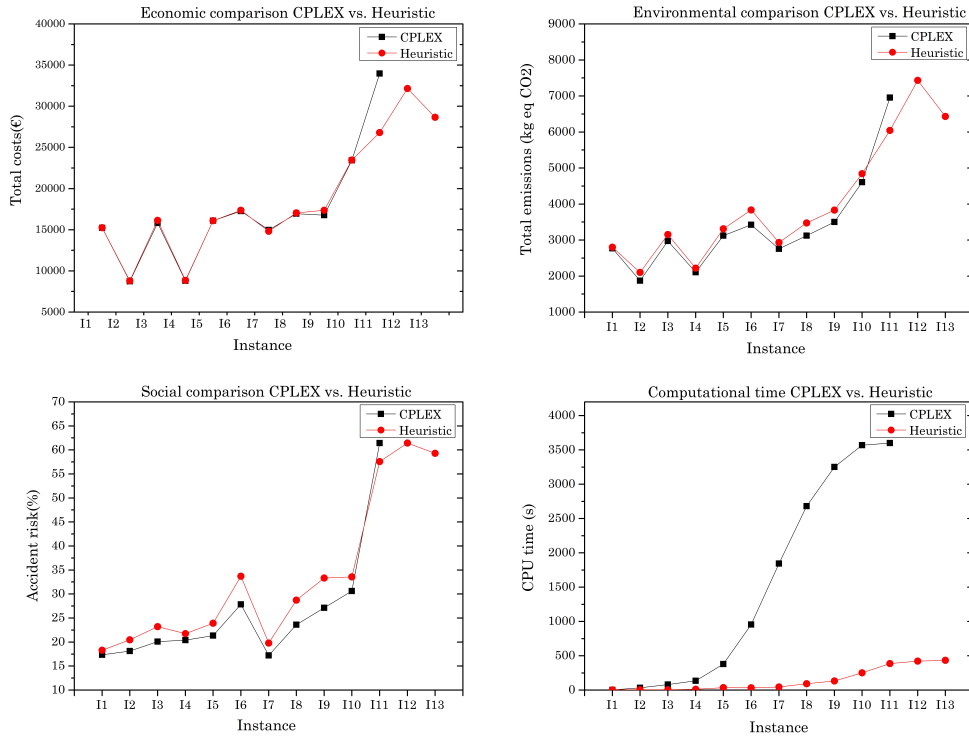 Economic comparison CPLEX vs. Heuristic
CPLEX
Heuristic
40000
35000
30000
25000
20000
15000
10000
5000
Total costs(€)
I1 I2 I3 I4 I5 I6 I7 I8 I9 I10 I11 I12 I13
Instance
Environmental comparison CPLEX vs. Heuristic
CPLEX
Heuristic
9000
8000
7000
6000
5000
4000
3000
2000
1000
Total emissions (kg eq CO2)
I1 I2 I3 I4 I5 I6 I7 I8 I9 I10 I11 I12 I13
Instance
Social comparison CPLEX vs. Heuristic
CPLEX
Heuristic
70
65
60
55
50
45
40
35
30
25
20
15
10
Accident risk(%)
I1 I2 I3 I4 I5 I6 I7 I8 I9 I10 I11 I12 I13
Instance
Computational time CPLEX vs. Heuristic
CPLEX
Heuristic
4000
3500
3000
2500
2000
1500
1000
500
0
CPU time (s)
I1 I2 I3 I4 I5 I6 I7 I8 I9 I10 I11 I12 I13
Instance